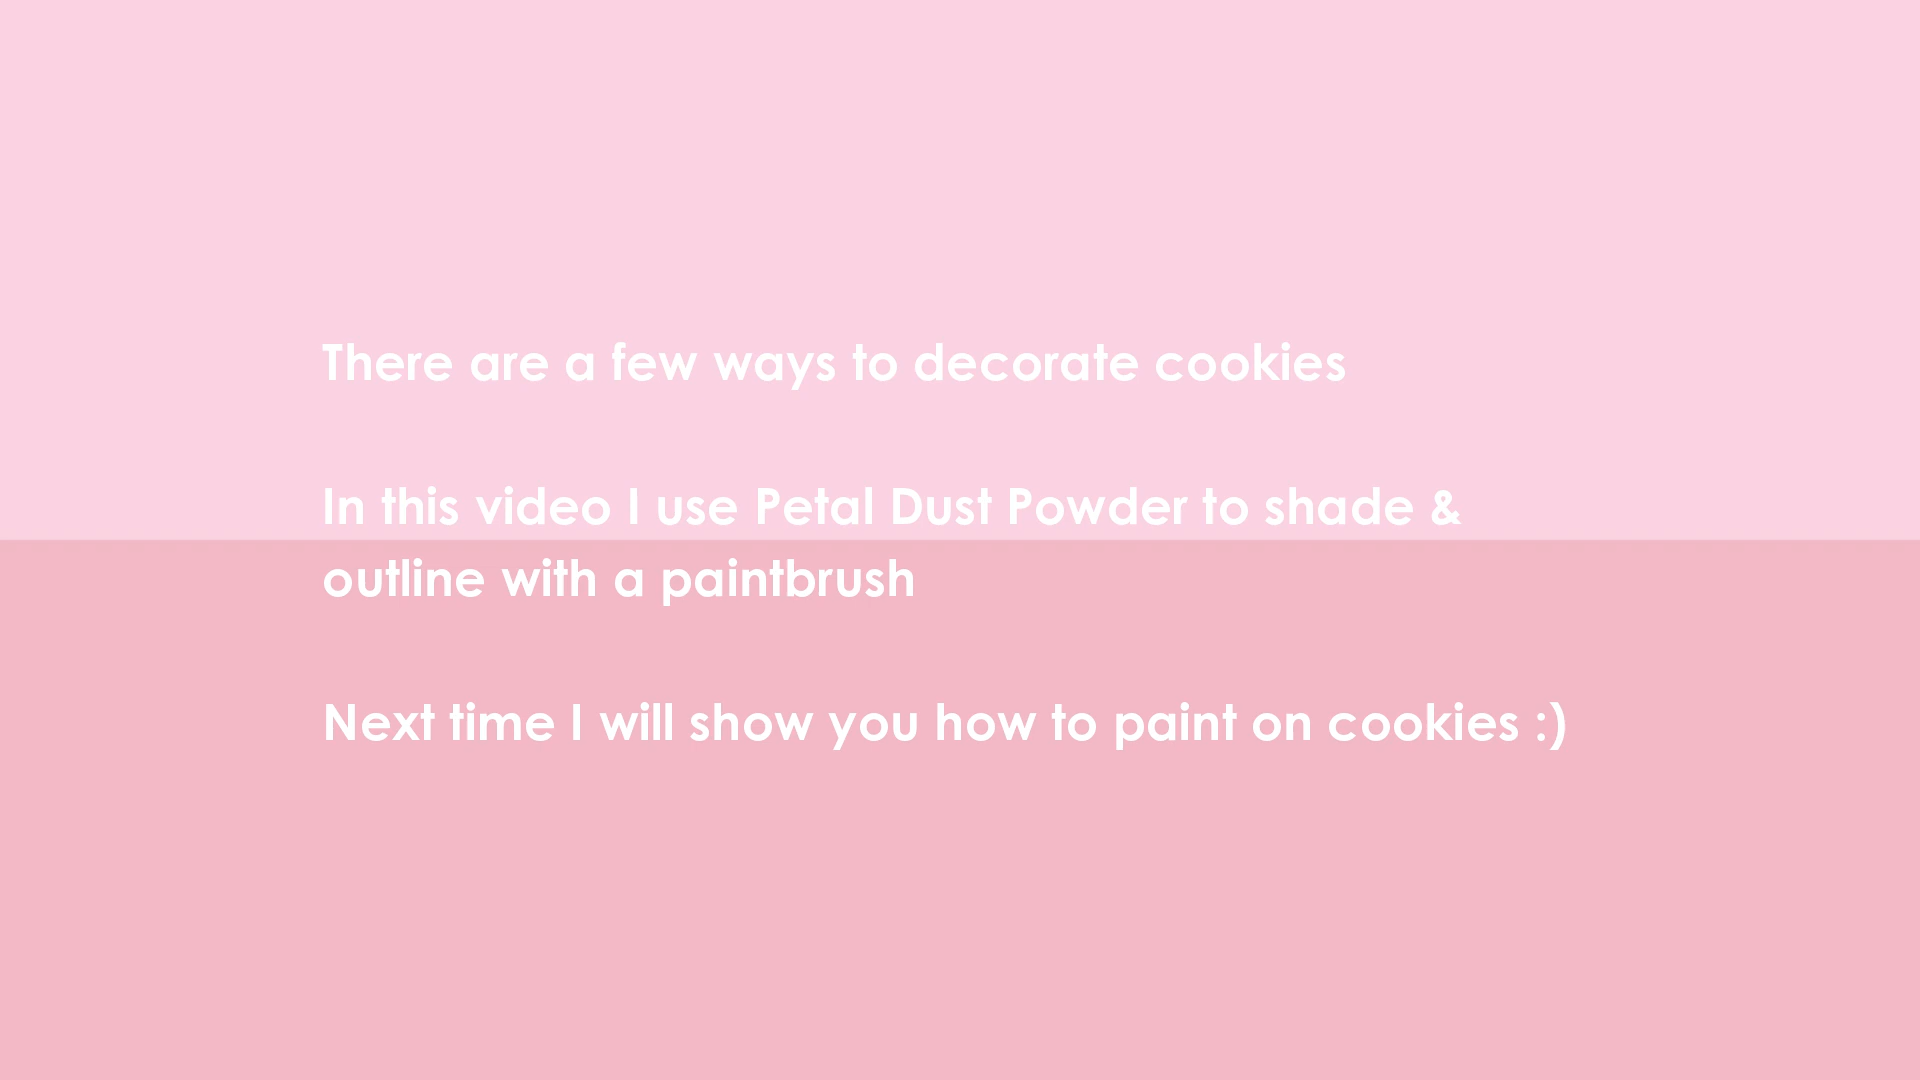 There are a few ways to decorate cookies
In this video I use Petal Dust Powder to shade &
outline with a paintbrush
Next time I will show you how to paint on cookies :)